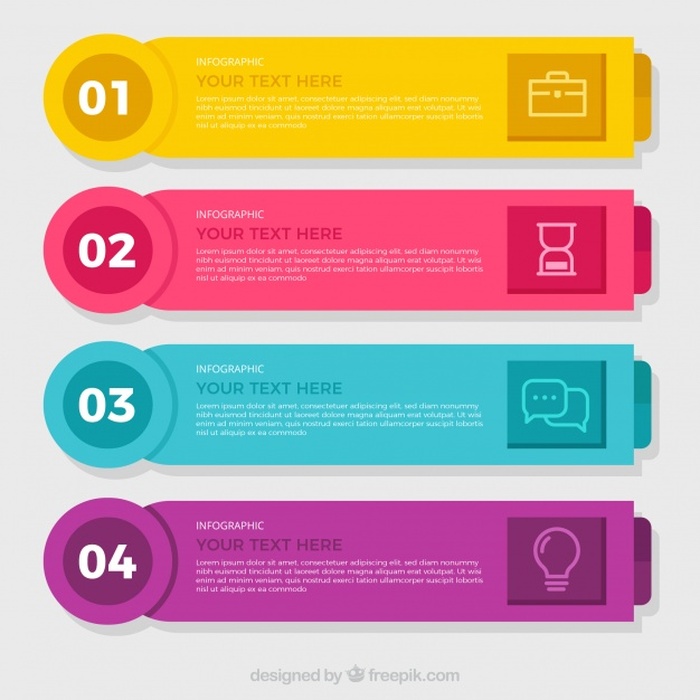 01
INFOGRAPHIC
YOUR TEXT HERE
Lorem ipsum dolor sit amet, consectetuer adipiscing elit, sed diam nonummy
nibh euismod tincidunt ut laoreet dolore magna aliquam erat volutpat. Ut wisi
enim ad minim veniam, quis nostrud exerci tation ullamcorper suscipit lobortis
nisl ut aliquip ex ea commodo
02
INFOGRAPHIC
YOUR TEXT HERE
Lorem ipsum dolor sit amet, consectetuer adipiscing elit, sed diam nonummy
nibh euismod tincidunt ut laoreet dolore magna aliquam erat volutpat. Ut wisi
enim ad minim veniam, quis nostrud exerci tation ullamcorper suscipit lobortis
nisl ut aliquip ex ea commodo
03
INFOGRAPHIC
YOUR TEXT HERE
Lorem ipsum dolor sit amet, consectetuer adipiscing elit, sed diam nonummy
nibh euismod tincidunt ut laoreet dolore magna aliquam erat volutpat. Ut wisi
enim ad minim veniam, quis nostrud exerci tation ullamcorper suscipit lobortis
nisl ut aliquip ex ea commodo
04
INFOGRAPHIC
YOUR TEXT HERE
Lorem ipsum dolor sit amet, consectetuer adipiscing elit, sed diam nonummy
nibh euismod tincidunt ut laoreet dolore magna aliquam erat volutpat. Ut wisi
enim ad minim veniam, quis nostrud exerci tation ullamcorper suscipit lobortis
nisl ut aliquip ex ea commodo
designed by freepik.com